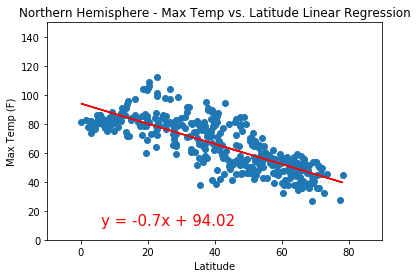 Northern Hemisphere - Max Temp vs. Latitude Linear Regression
140
120
100
80
60
40
20
0
Max Temp (F)
y = -0.7x + 94.02
0 20 40 60 80
Latitude